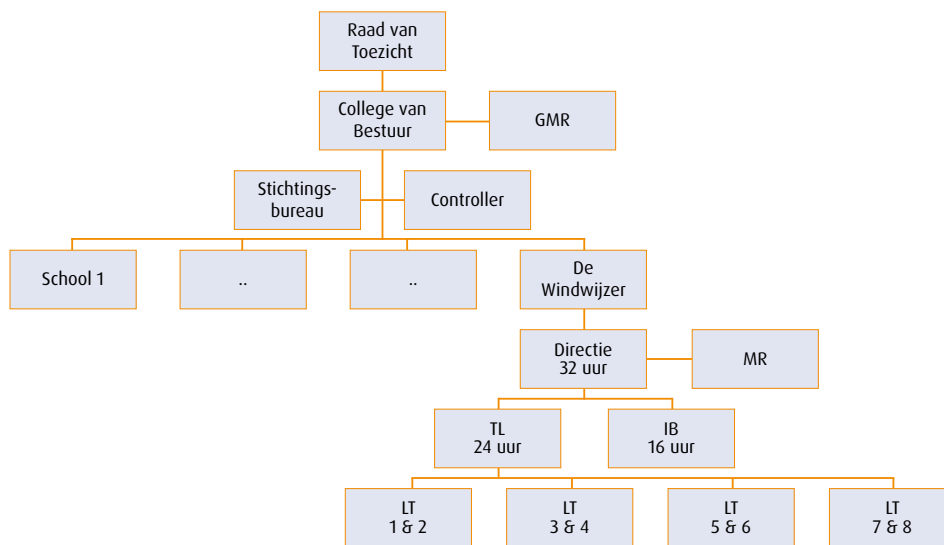 Raad van
Toezicht
College van
Bestuur
GMR
Stichtings-
bureau
Controller
School 1
..
..
De
Windwijzer
Directie
32 uur
MR
TL
24 uur
IB
16 uur
LT
1 & 2
LT
3 & 4
LT
5 & 6
LT
7 & 8